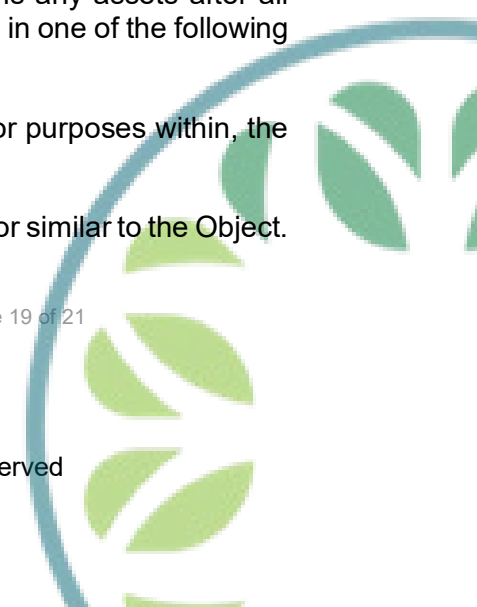 is any assets after all
in one of the following
or purposes within, the
or similar to the Object.
19 of 21
erved